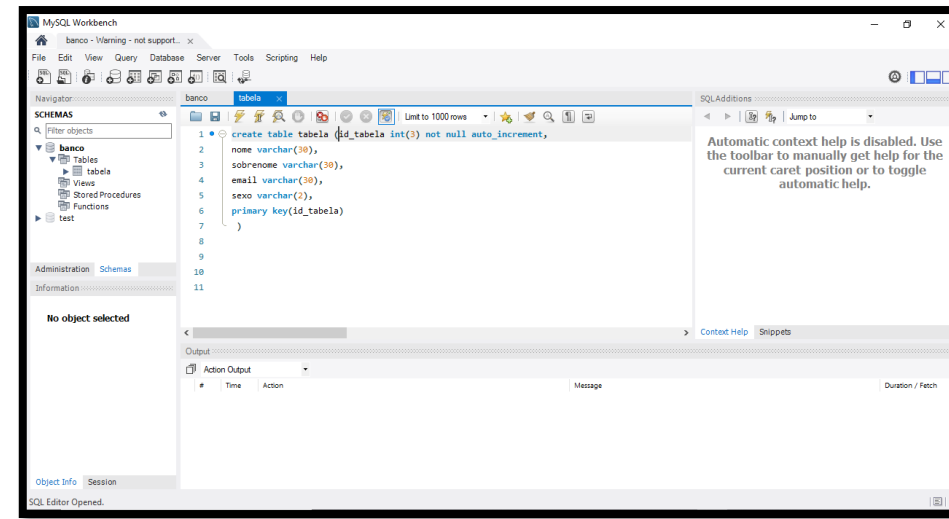 MySQL Workbench
banco - Warning - not support...
File Edit View Query Database Server Tools Scripting Help
Navigator
SCHEMAS
Filter objects
banco
Tables
tabela
Views
Stored Procedures
Functions
test
Administration Schemas
Information
No object selected
Object Info Session
banco tabela
Limit to 1000 rows
1 create table tabela (id_tabela int(3) not null auto_increment,
2 nome varchar(30),
3 sobrenome varchar(30),
4 email varchar(30),
5 sexo varchar(2),
6 primary key(id_tabela)
7 )
8
9
10
11
SQLAdditions
Jump to
Automatic context help is disabled. Use
the toolbar to manually get help for the
current caret position or to toggle
automatic help.
Context Help Snippets
Output
Action Output
# Time Action Message Duration / Fetch
SQL Editor Opened.